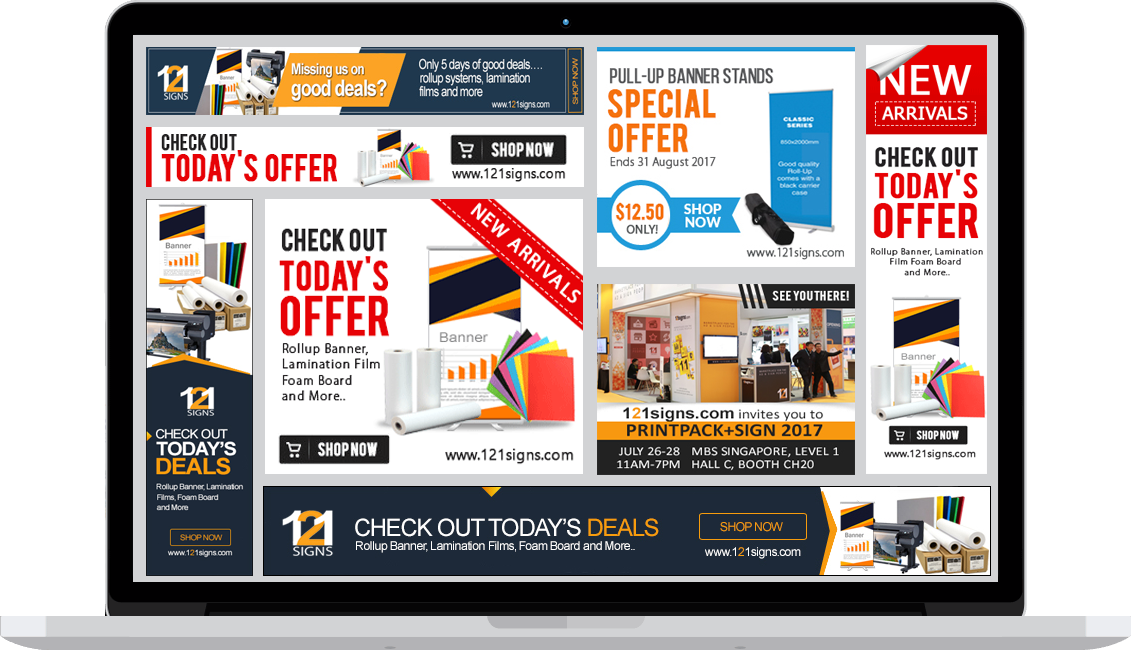 121
SIGNS
Missing us on
good deals?
Only 5 days of good deals....
rollup systems, lamination
films and more
www.121signs.com
SHOP NOW
CHECK OUT
TODAY'S OFFER
SHOP NOW
www.121signs.com
Banner
121
SIGNS
CHECK OUT
TODAY'S
DEALS
Rollup Banner, Lamination
Films, Foam Board
and More
SHOP NOW
www.121signs.com
NEW ARRIVALS
CHECK OUT
TODAY'S
OFFER
Rollup Banner,
Lamination Film
Foam Board
and More..
Banner
SHOP NOW
www.121signs.com
PULL-UP BANNER STANDS
SPECIAL
OFFER
Ends 31 August 2017
$12.50
ONLY!
SHOP
NOW
CLASSIC
SERIES
850x2000mm
Good quality
Roll-Up
comes with a
black carrier
case
www.121signs.com
SEE YOU THERE!
121signs.com invites you to
PRINTPACK+SIGN 2017
JULY 26-28 MBS SINGAPORE, LEVEL 1
11AM-7PM HALL C, BOOTH CH20
NEW
ARRIVALS
CHECK OUT
TODAY'S
OFFER
Rollup Banner, Lamination
Film Foam Board
and More..
Banner
SHOP NOW
www.121signs.com
121
SIGNS
CHECK OUT TODAY'S DEALS
Rollup Banner, Lamination Films, Foam Board and More..
SHOP NOW
www.121signs.com
Banner